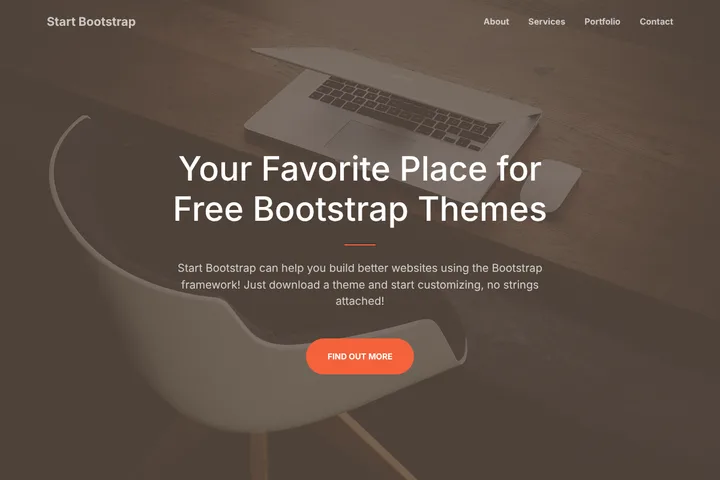 Start Bootstrap
About Services Portfolio Contact
Your Favorite Place for
Free Bootstrap Themes
Start Bootstrap can help you build better websites using the Bootstrap
framework! Just download a theme and start customizing, no strings
attached!
FIND OUT MORE